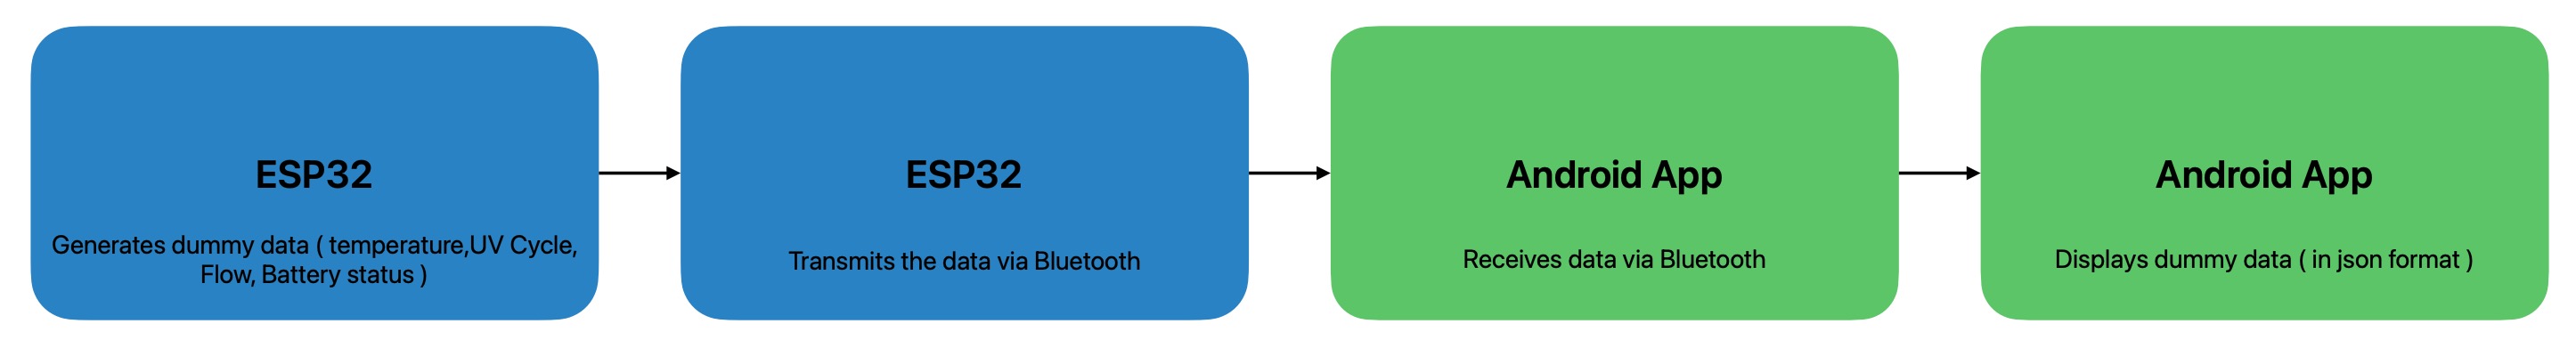 ESP32
Generates dummy data ( temperature,UV Cycle,
Flow, Battery status )
ESP32
Transmits the data via Bluetooth
Android App
Receives data via Bluetooth
Android App
Displays dummy data ( in json format )